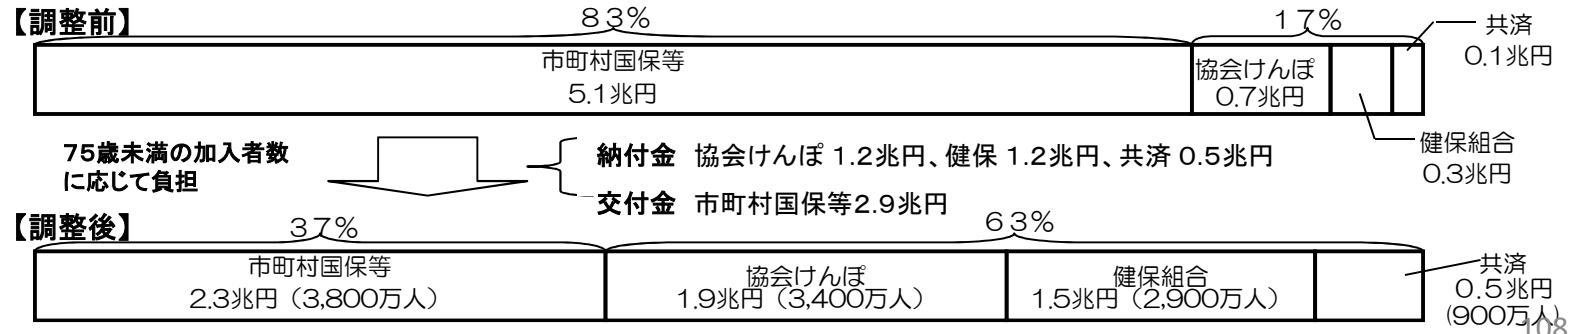 【調整前】
83%
17%
共済
0.1兆円
市町村国保等
5.1兆円
協会けんぽ
0.7兆円
健保組合
0.3兆円
75歳未満の加入者数
に応じて負担
納付金 協会けんぽ 1.2兆円、健保 1.2兆円、共済 0.5兆円
交付金 市町村国保等2.9兆円
【調整後】
37%
63%
市町村国保等
2.3兆円（3,800万人）
協会けんぽ
1.9兆円（3,400万人）
健保組合
1.5兆円（2,900万人）
共済
0.5兆円
(900万人)
108